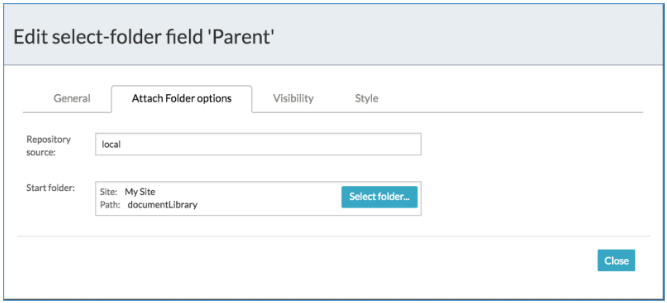 Edit select-folder field 'Parent'
General Attach Folder options Visibility Style
Repository
source:
local
Start folder:
Site: My Site
Path: documentLibrary
Select folder...
Close